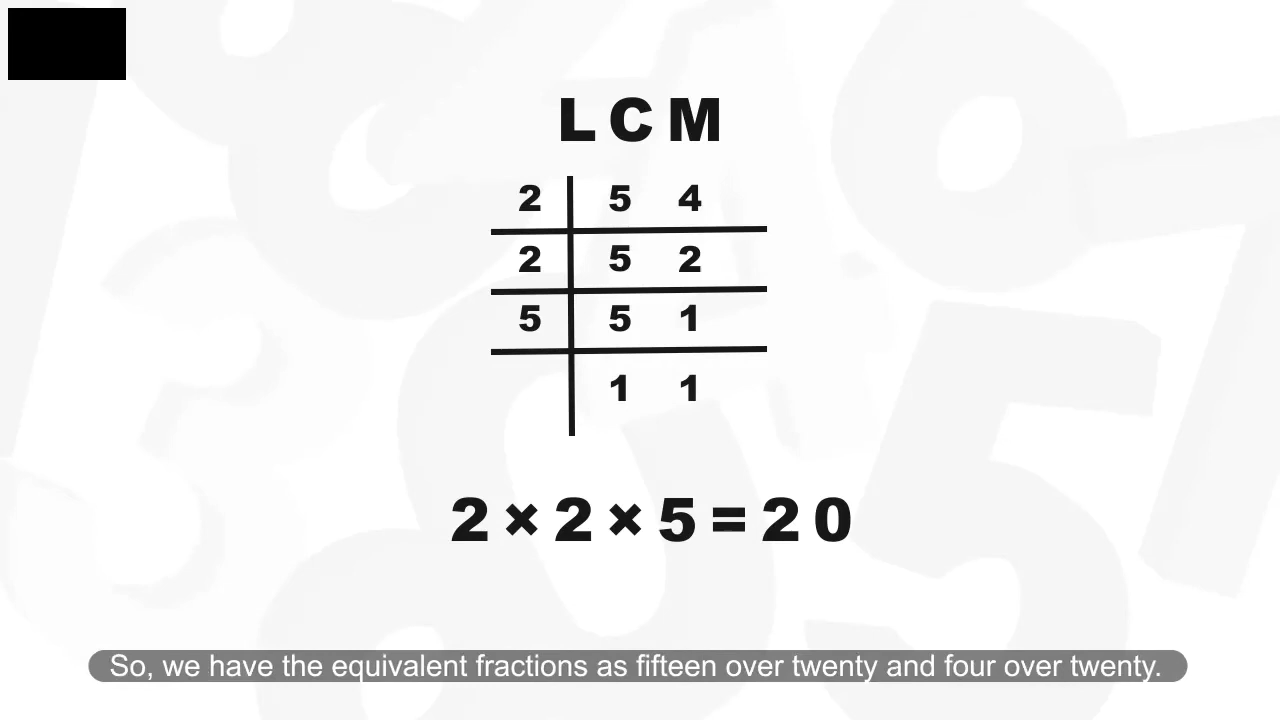 LCM
2 5 4
2 5 2
5 5 1
1 1
2×2×5=20
So, we have the equivalent fractions as fifteen over twenty and four over twenty.